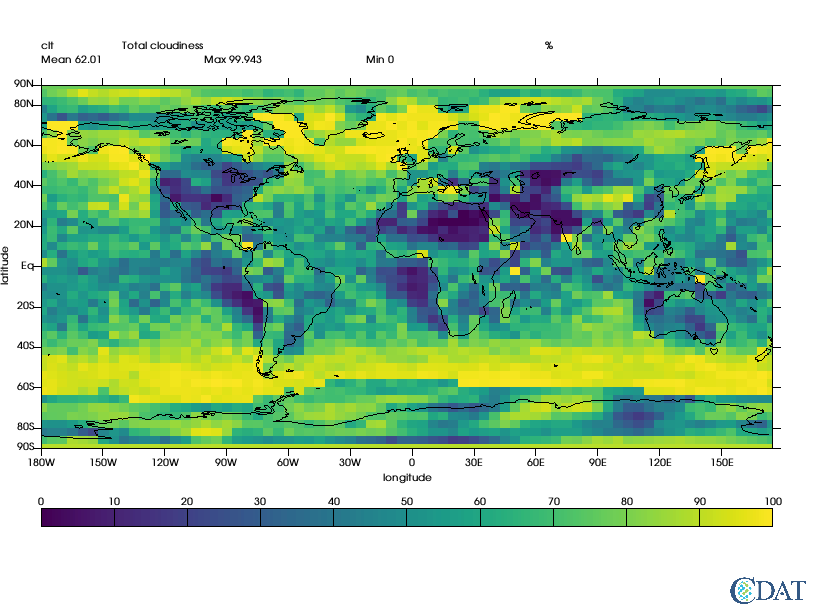 clt Total cloudiness %
Mean 62.01 Max 99.943 Min 0
90N
80N
60N
40N
20N
Eq
20S
40S
60S
80S
90S
latitude
180W 150W 120W 90W 60W 30W 0 30E 60E 90E 120E 150E
longitude
0 10 20 30 40 50 60 70 80 90 100
CDAT